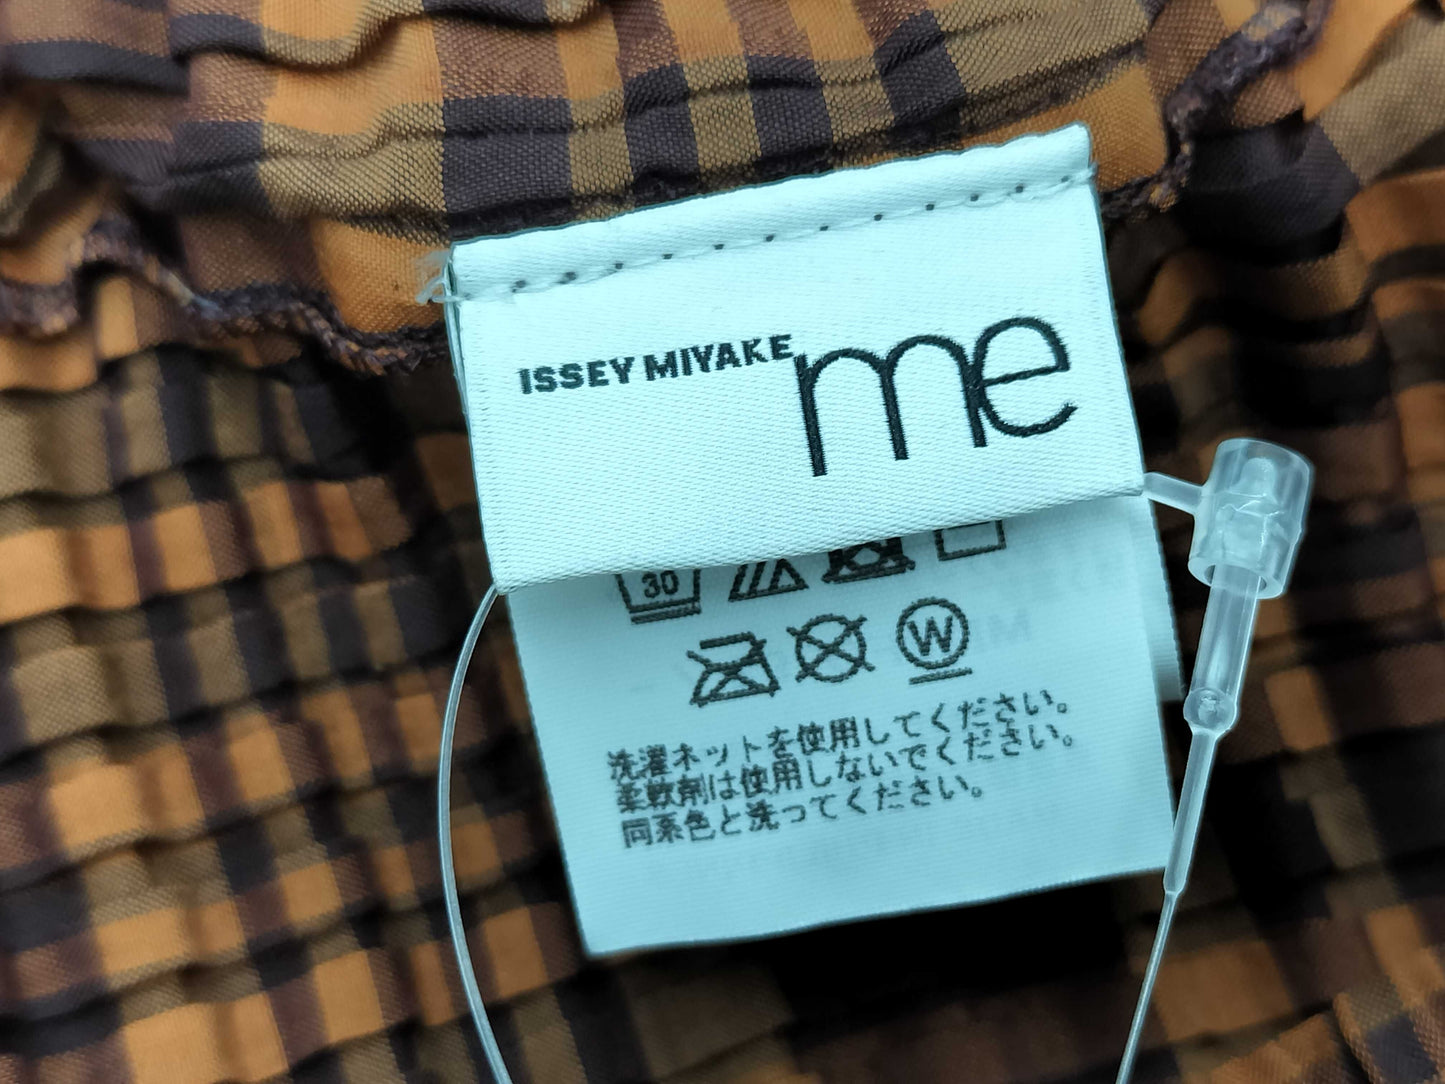 ISSEY MIYAKE me
30
W
洗濯ネットを使用してください。
柔軟剤は使用しないでください。
同系色と洗ってください。